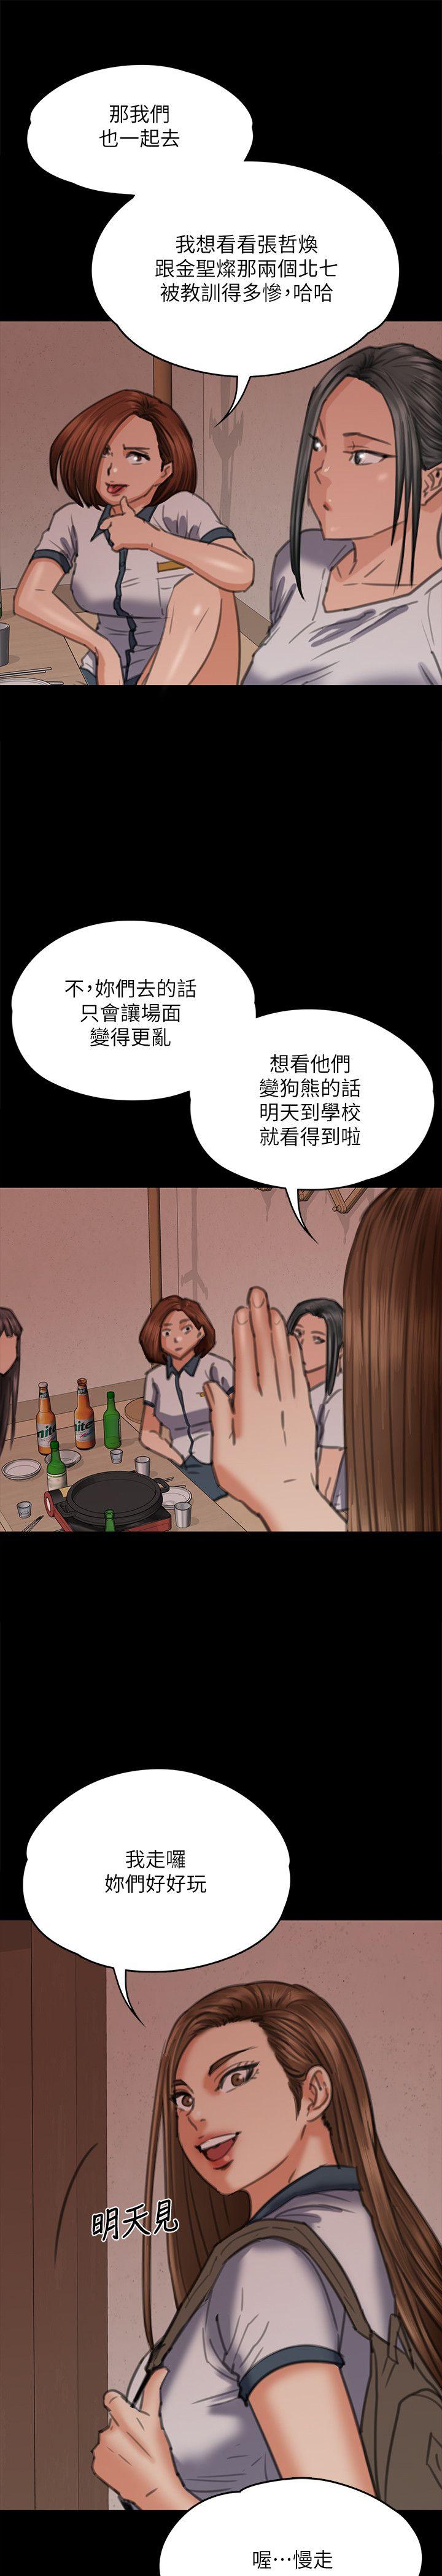 那我們
也一起去
我想看看張哲煥
跟金聖燦那兩個北七
被教訓得多慘，哈哈
不，妳們去的話
只會讓場面
變得更亂
想看他們
變狗熊的話
明天到學校
就看得到啦
我走囉
妳們好好玩
明天見
喔…慢走